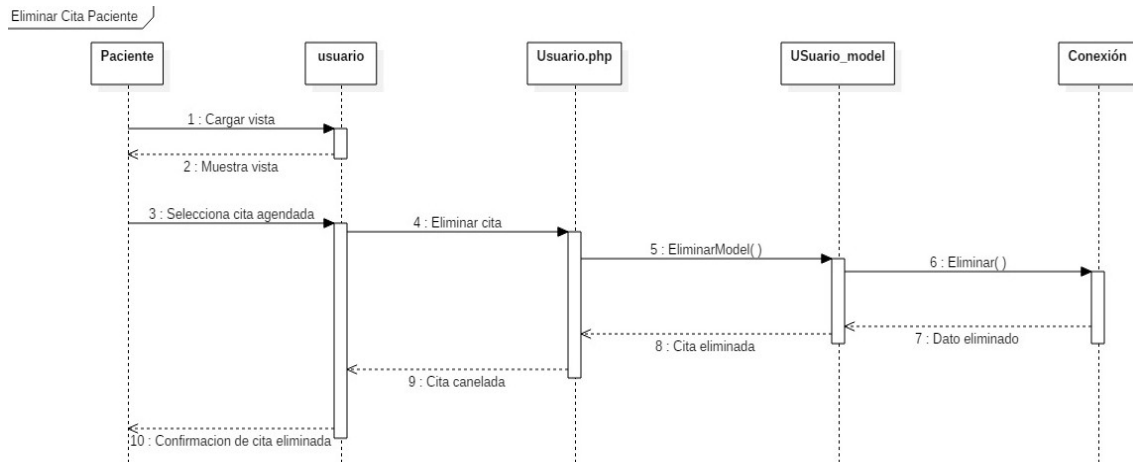 Eliminar Cita Paciente
Paciente
usuario
Usuario.php
USuario_model
Conexión
1 : Cargar vista
2 : Muestra vista
3 : Selecciona cita agendada
4 : Eliminar cita
5 : EliminarModel( )
6 : Eliminar( )
7 : Dato eliminado
8 : Cita eliminada
9 : Cita canelada
10 : Confirmacion de cita eliminada